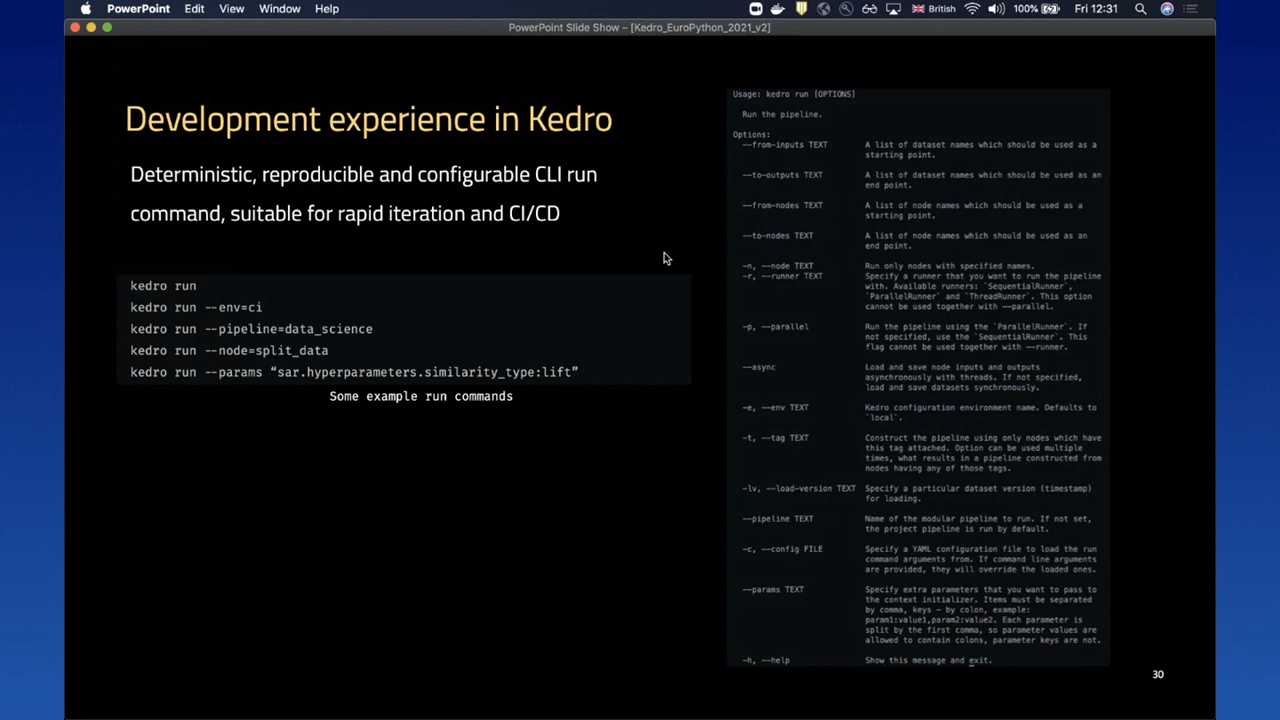 PowerPoint Edit View Window Help British 100% Fri 12:31
PowerPoint Slide Show – [Kedro_EuroPython_2021_v2]
Development experience in Kedro
Deterministic, reproducible and configurable CLI run
command, suitable for rapid iteration and CI/CD
kedro run
kedro run --env=ci
kedro run --pipeline=data_science
kedro run --node=split_data
kedro run --params “sar.hyperparameters.similarity_type:lift”
Some example run commands
Usage: kedro run [OPTIONS]
Run the pipeline.
Options:
--from-inputs TEXT A list of dataset names which should be used as a
starting point.
--to-outputs TEXT A list of dataset names which should be used as an
end point.
--from-nodes TEXT A list of node names which should be used as a
starting point.
--to-nodes TEXT A list of node names which should be used as an
end point.
-n, --node TEXT Run only nodes with specified names.
-r, --runner TEXT Specify a runner that you want to run the pipeline
with. Available runners: `SequentialRunner`,
`ParallelRunner` and `ThreadRunner`. This option
cannot be used together with --parallel.
-p, --parallel Run the pipeline using the `ParallelRunner`. If
not specified, use the `SequentialRunner`. This
flag cannot be used together with --runner.
--async Load and save node inputs and outputs
asynchronously with threads. If not specified,
load and save datasets synchronously.
-e, --env TEXT Kedro configuration environment name. Defaults to
`local`.
-t, --tag TEXT Construct the pipeline using only nodes which have
this tag attached. Option can be used multiple
times, what results in a pipeline constructed from
nodes having any of those tags.
-lv, --load-version TEXT Specify a particular dataset version (timestamp)
for loading.
--pipeline TEXT Name of the modular pipeline to run. If not set,
the project pipeline is run by default.
-c, --config FILE Specify a YAML configuration file to load the run
command arguments from. If command line arguments
are provided, they will override the loaded ones.
--params TEXT Specify extra parameters that you want to pass to
the context initializer. Items must be separated
by comma, keys - by colon, example:
param1:value1,param2:value2. Each parameter is
split by the first comma, so parameter values are
allowed to contain colons, parameter keys are not.
-h, --help Show this message and exit.
30